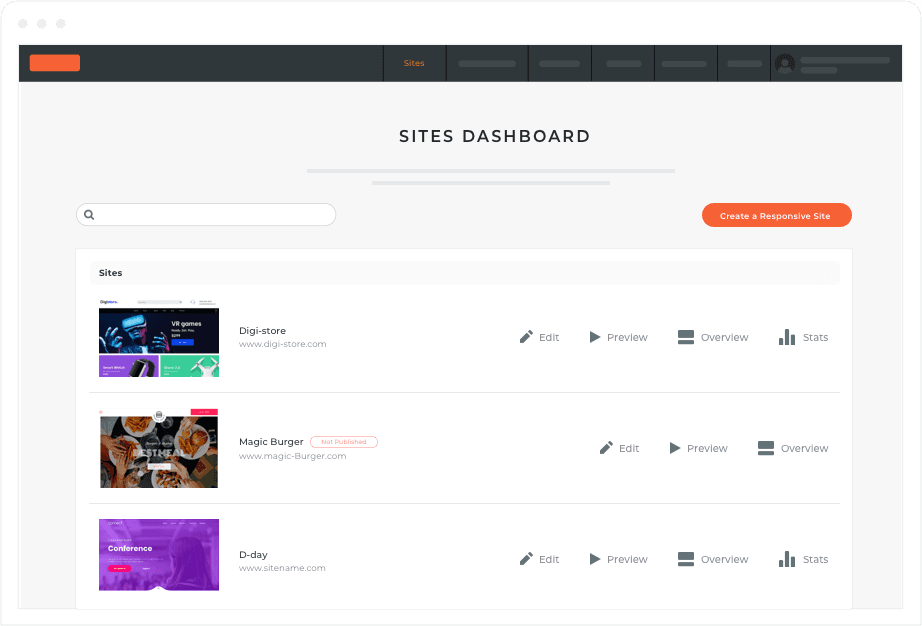 Sites
SITES DASHBOARD
Create a Responsive Site
Sites
Digistore.
VR games
$299
Digi-store
www.digi-store.com
Edit
Preview
Overview
Stats
BESTMEAL
Magic Burger
Not Published
www.magic-Burger.com
Edit
Preview
Overview
Conference
D-day
www.sitename.com
Edit
Preview
Overview
Stats